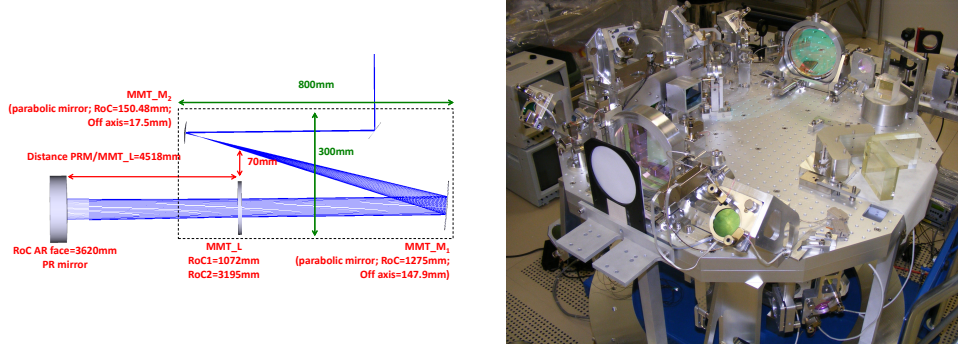 800mm
MMT_M2
(parabolic mirror; RoC=150.48mm;
Off axis=17.5mm)
Distance PRM/MMT_L=4518mm
300mm
70mm
RoC AR face=3620mm
PR mirror
MMT_L
RoC1=1072mm
RoC2=3195mm
MMT_M1
(parabolic mirror; RoC=1275mm;
Off axis=147.9mm)